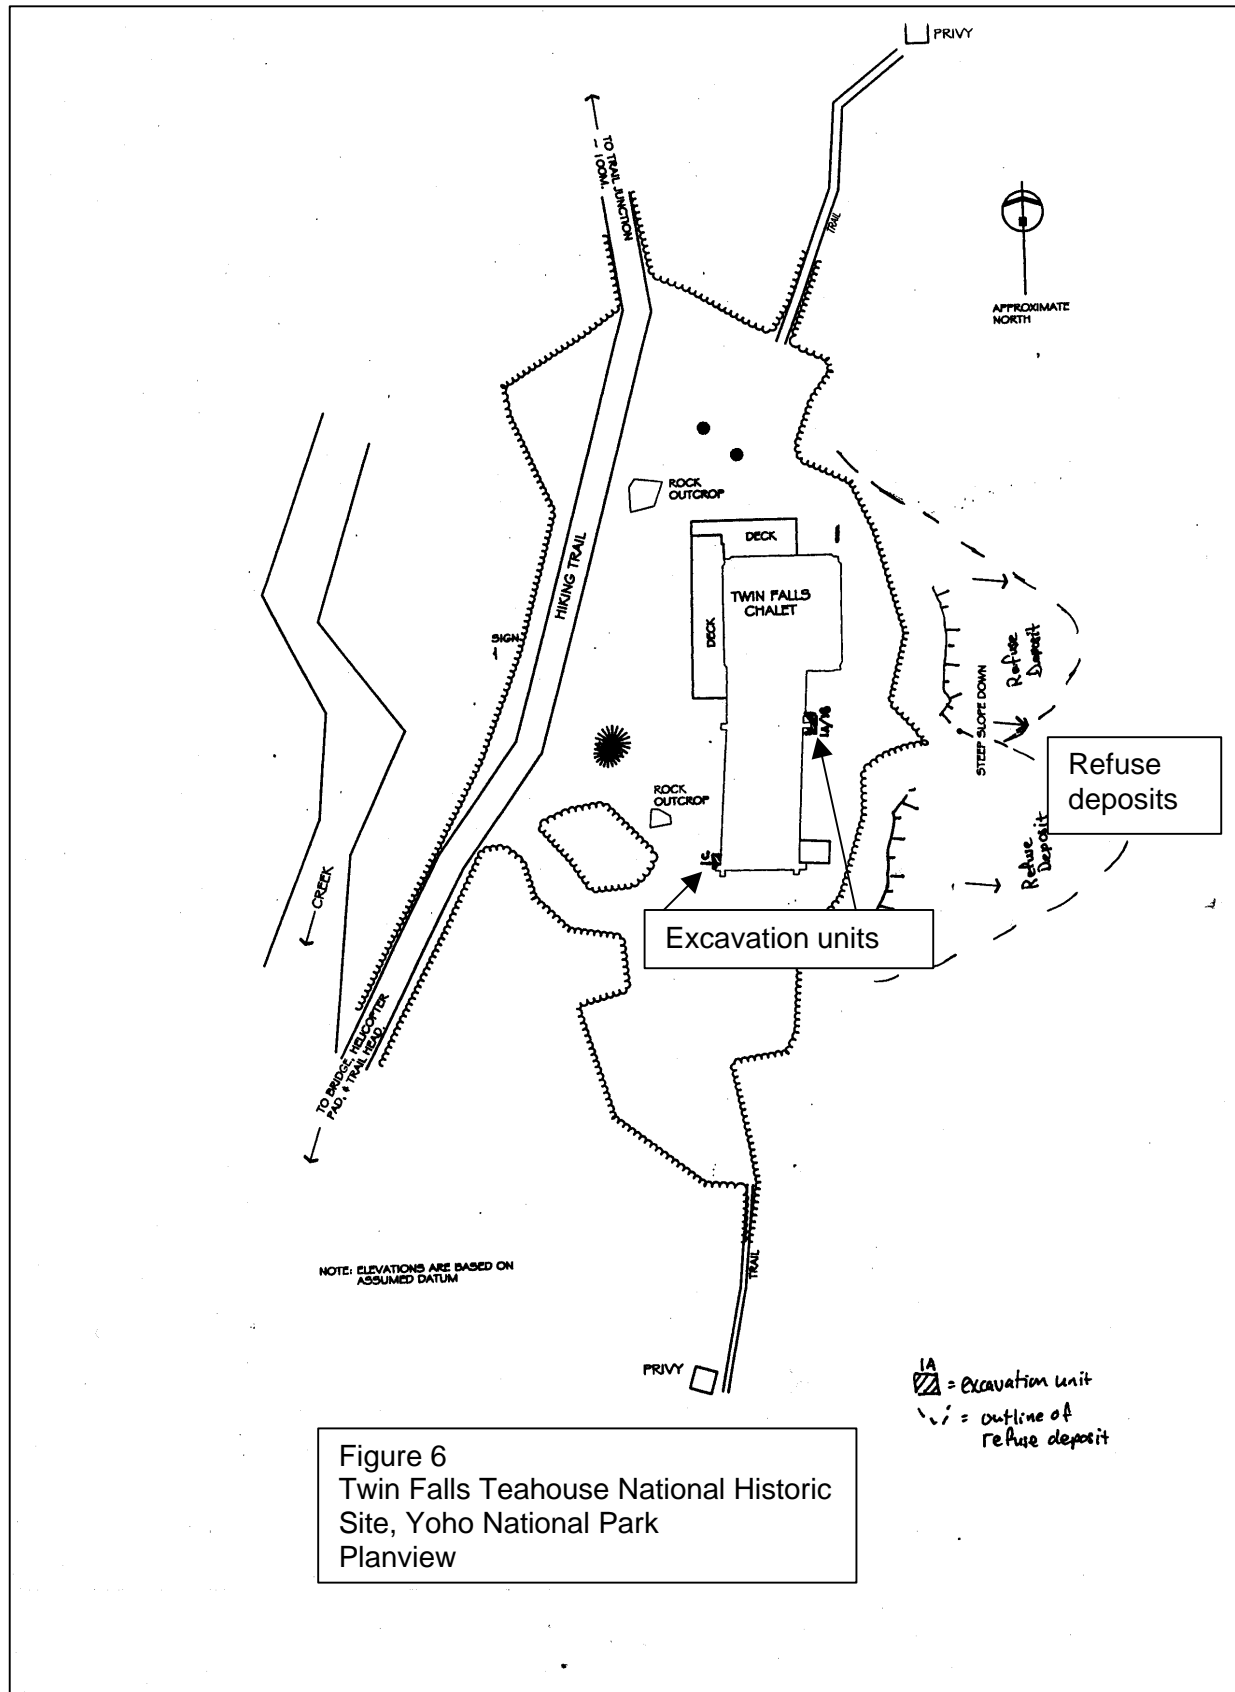 PRIVY
TO TRAIL JUNCTION
~ 100M.
TRAIL
APPROXIMATE
NORTH
ROCK
OUTCROP
DECK
TWIN FALLS
CHALET
DECK
HIKING TRAIL
SIGN
Refuse
Deposit
STEEP SLOPE DOWN
1A/1B
Refuse
deposits
ROCK
OUTCROP
Refuse
Deposit
1C
CREEK
Excavation units
TO BRIDGE, HELICOPTER
PAD, & TRAIL HEAD.
TRAIL
NOTE: ELEVATIONS ARE BASED ON
ASSUMED DATUM
PRIVY
1A
= excavation unit
= outline of
refuse deposit
Figure 6
Twin Falls Teahouse National Historic
Site, Yoho National Park
Planview